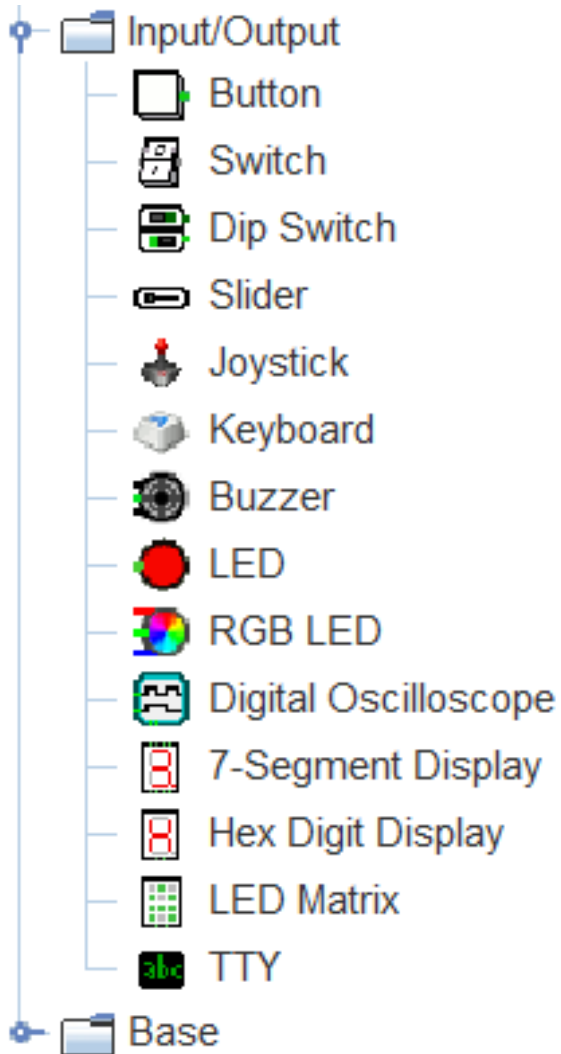 Input/Output
Button
Switch
Dip Switch
Slider
Joystick
Keyboard
Buzzer
LED
RGB LED
Digital Oscilloscope
7-Segment Display
Hex Digit Display
LED Matrix
abc TTY
Base